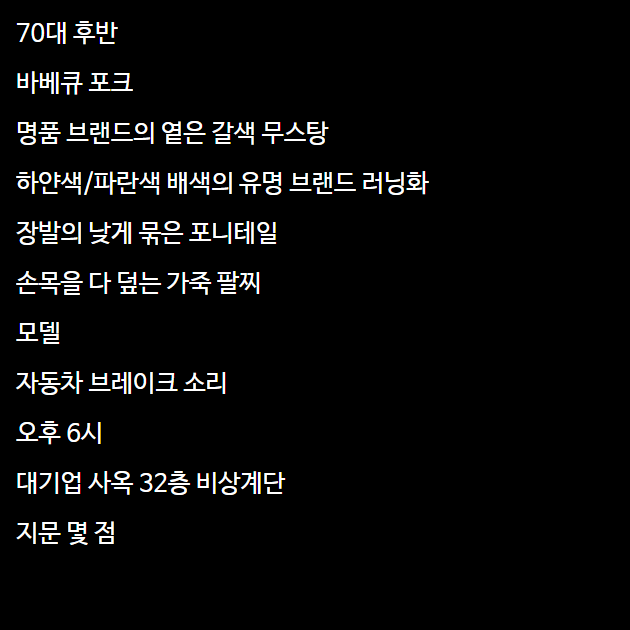 70대 후반
바베큐 포크
명품 브랜드의 옅은 갈색 무스탕
하얀색/파란색 배색의 유명 브랜드 러닝화
장발의 낮게 묶은 포니테일
손목을 다 덮는 가죽 팔찌
모델
자동차 브레이크 소리
오후 6시
대기업 사옥 32층 비상계단
지문 몇 점